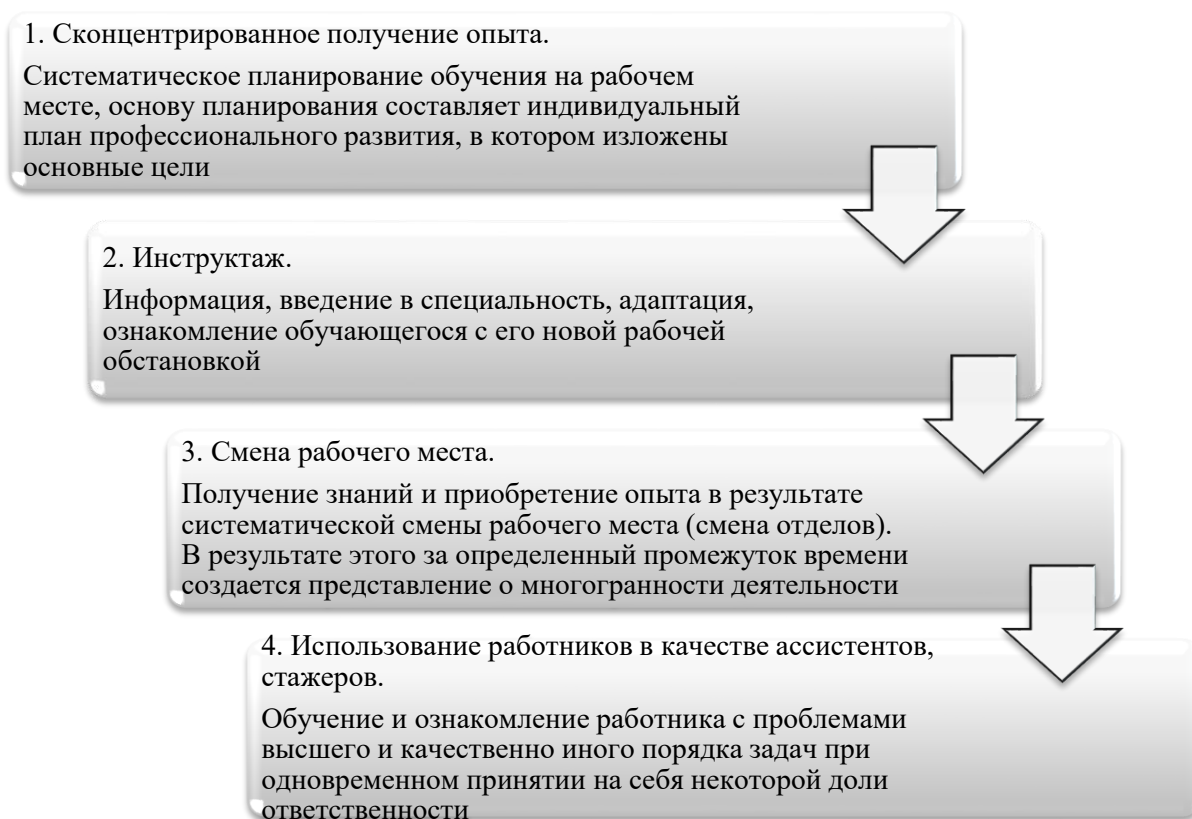 1. Сконцентрированное получение опыта.
Систематическое планирование обучения на рабочем
месте, основу планирования составляет индивидуальный
план профессионального развития, в котором изложены
основные цели
2. Инструктаж.
Информация, введение в специальность, адаптация,
ознакомление обучающегося с его новой рабочей
обстановкой
3. Смена рабочего места.
Получение знаний и приобретение опыта в результате
систематической смены рабочего места (смена отделов).
В результате этого за определенный промежуток времени
создается представление о многогранности деятельности
4. Использование работников в качестве ассистентов,
стажеров.
Обучение и ознакомление работника с проблемами
высшего и качественно иного порядка задач при
одновременном принятии на себя некоторой доли
ответственности